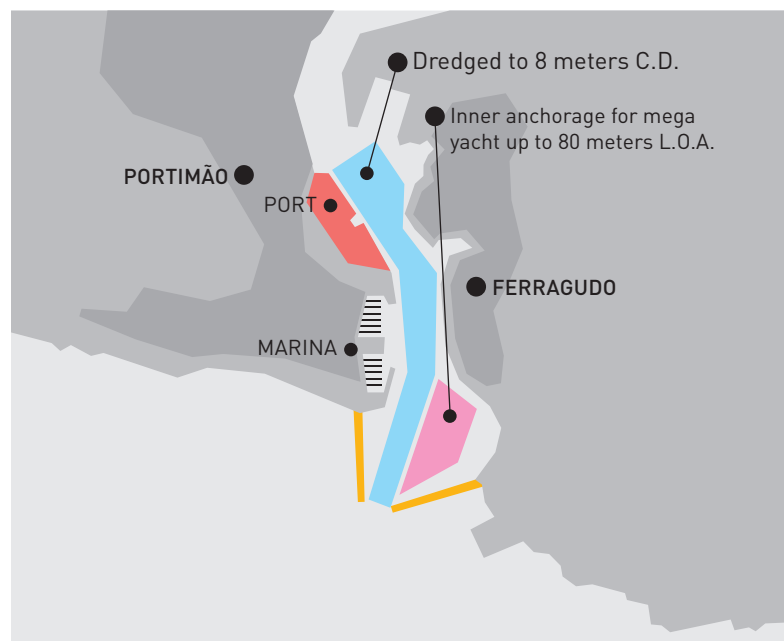 Dredged to 8 meters C.D.
Inner anchorage for mega
yacht up to 80 meters L.O.A.
PORTIMÃO
PORT
FERRAGUDO
MARINA